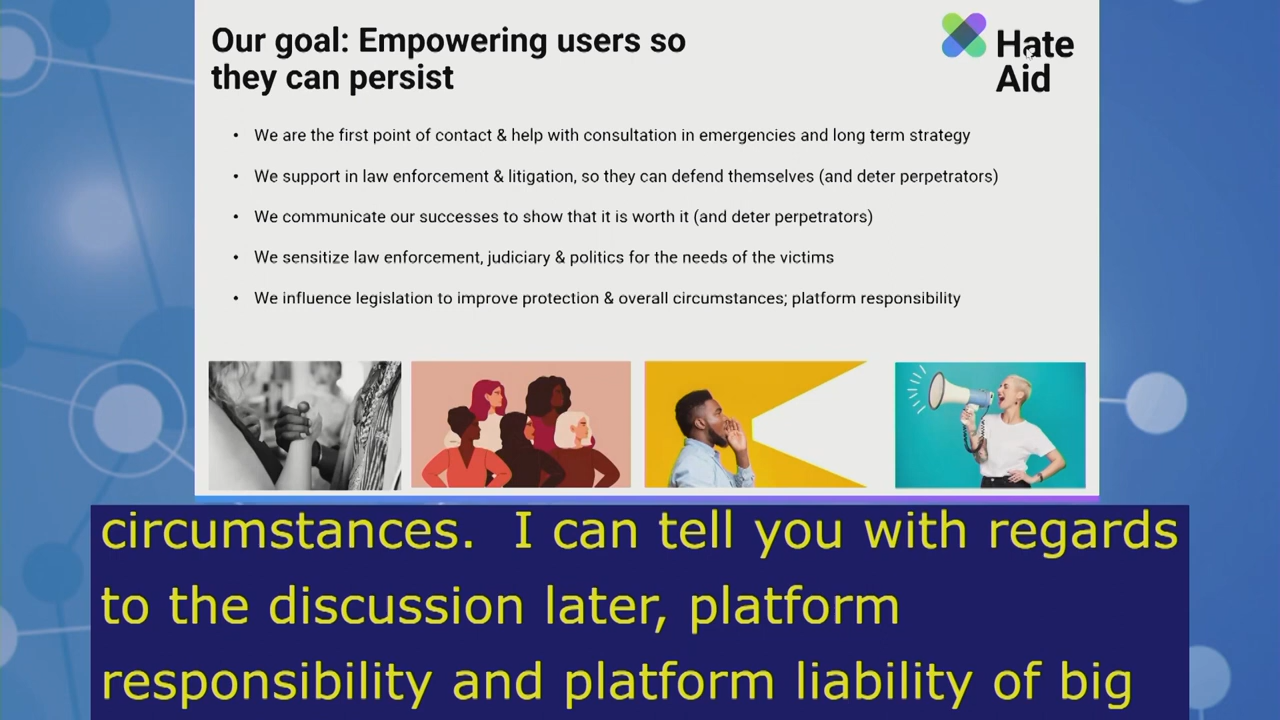 Our goal: Empowering users so
they can persist
Hate
Aid
• We are the first point of contact & help with consultation in emergencies and long term strategy
• We support in law enforcement & litigation, so they can defend themselves (and deter perpetrators)
• We communicate our successes to show that it is worth it (and deter perpetrators)
• We sensitize law enforcement, judiciary & politics for the needs of the victims
• We influence legislation to improve protection & overall circumstances; platform responsibility
circumstances.  I can tell you with regards
to the discussion later, platform
responsibility and platform liability of big